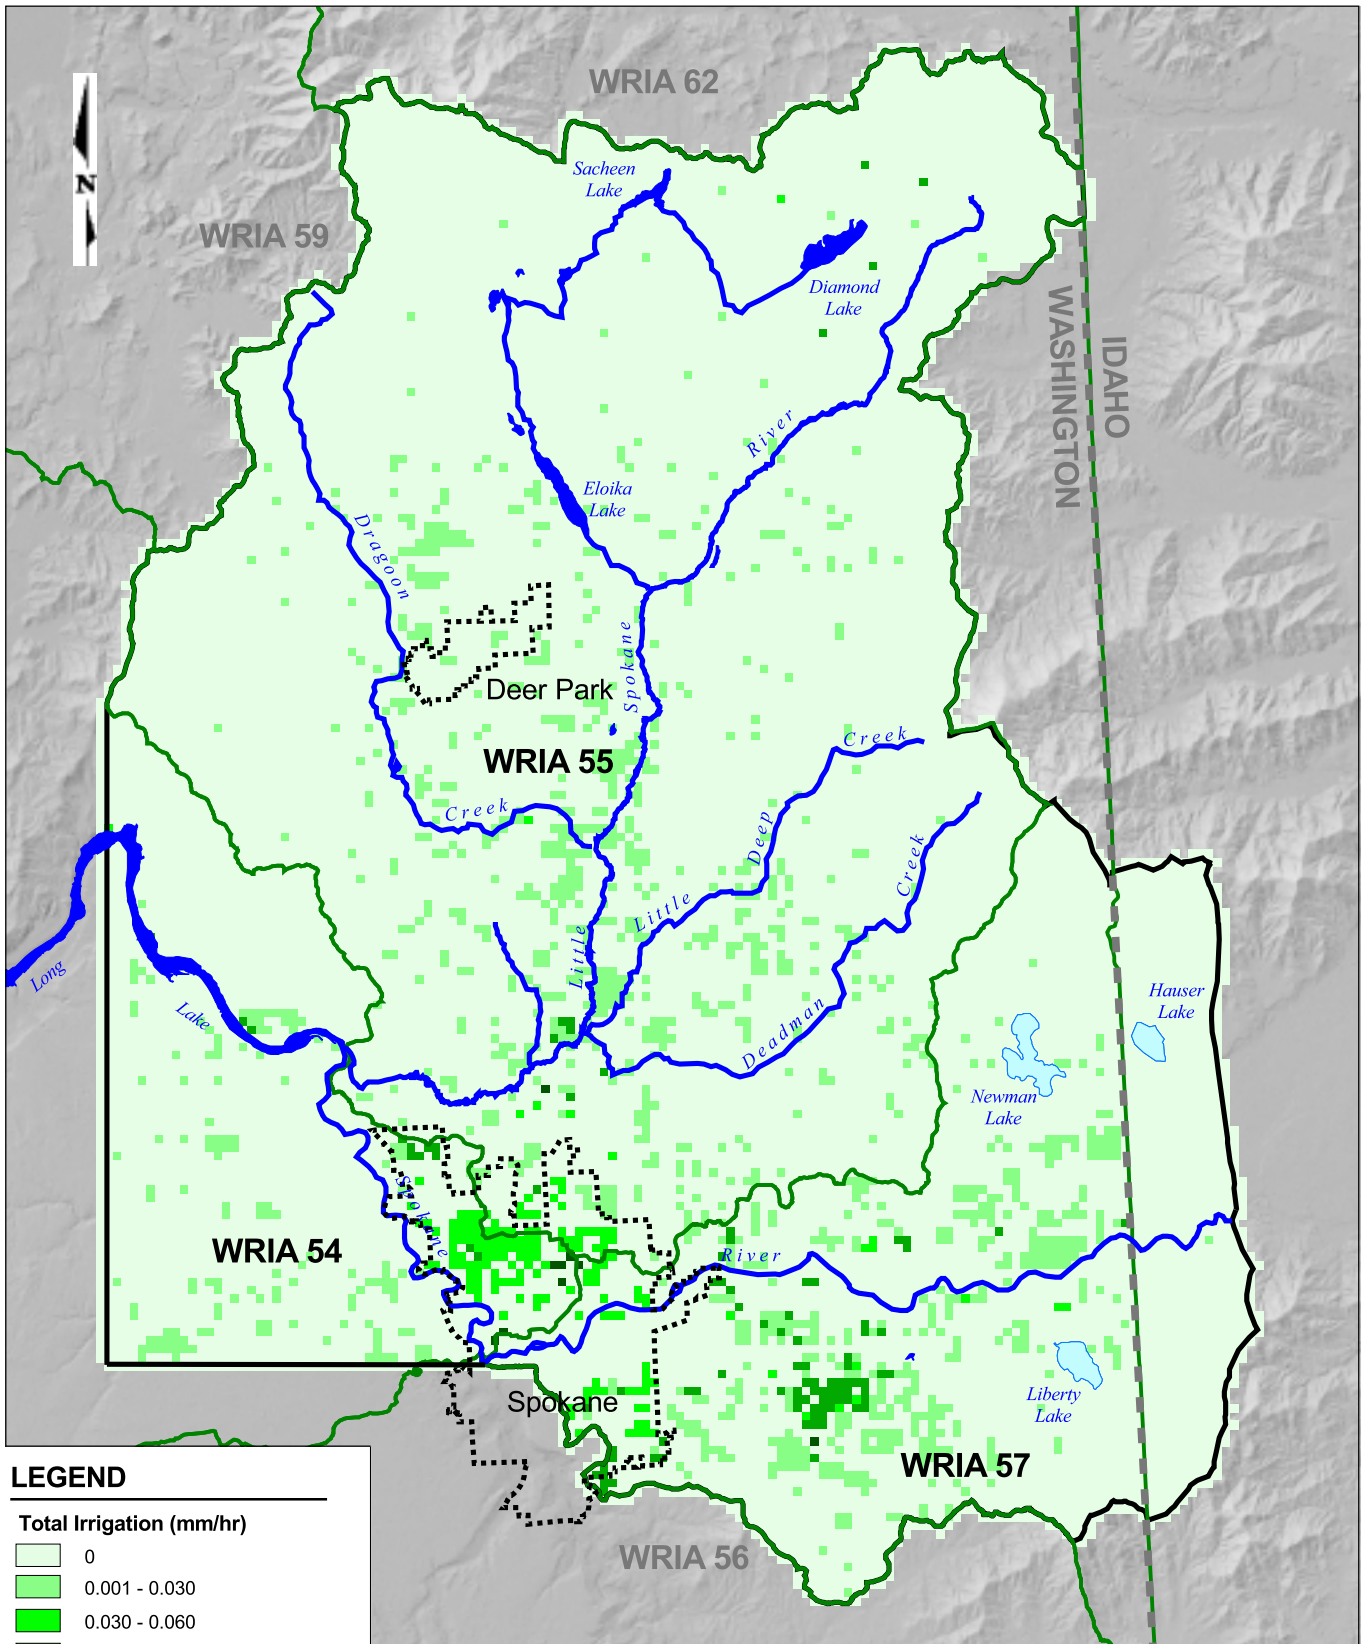 WRIA 62
N
Sacheen
Lake
WRIA 59
Diamond
Lake
WASHINGTON
IDAHO
River
Eloika
Lake
Dragoon
Spokane
Deer Park
WRIA 55
Creek
Creek
Deep
Creek
Little
Little
Long
Lake
Deadman
Hauser
Lake
Newman
Lake
Spokane
WRIA 54
River
Liberty
Lake
Spokane
WRIA 57
WRIA 56
LEGEND
Total Irrigation (mm/hr)
0
0.001 - 0.030
0.030 - 0.060